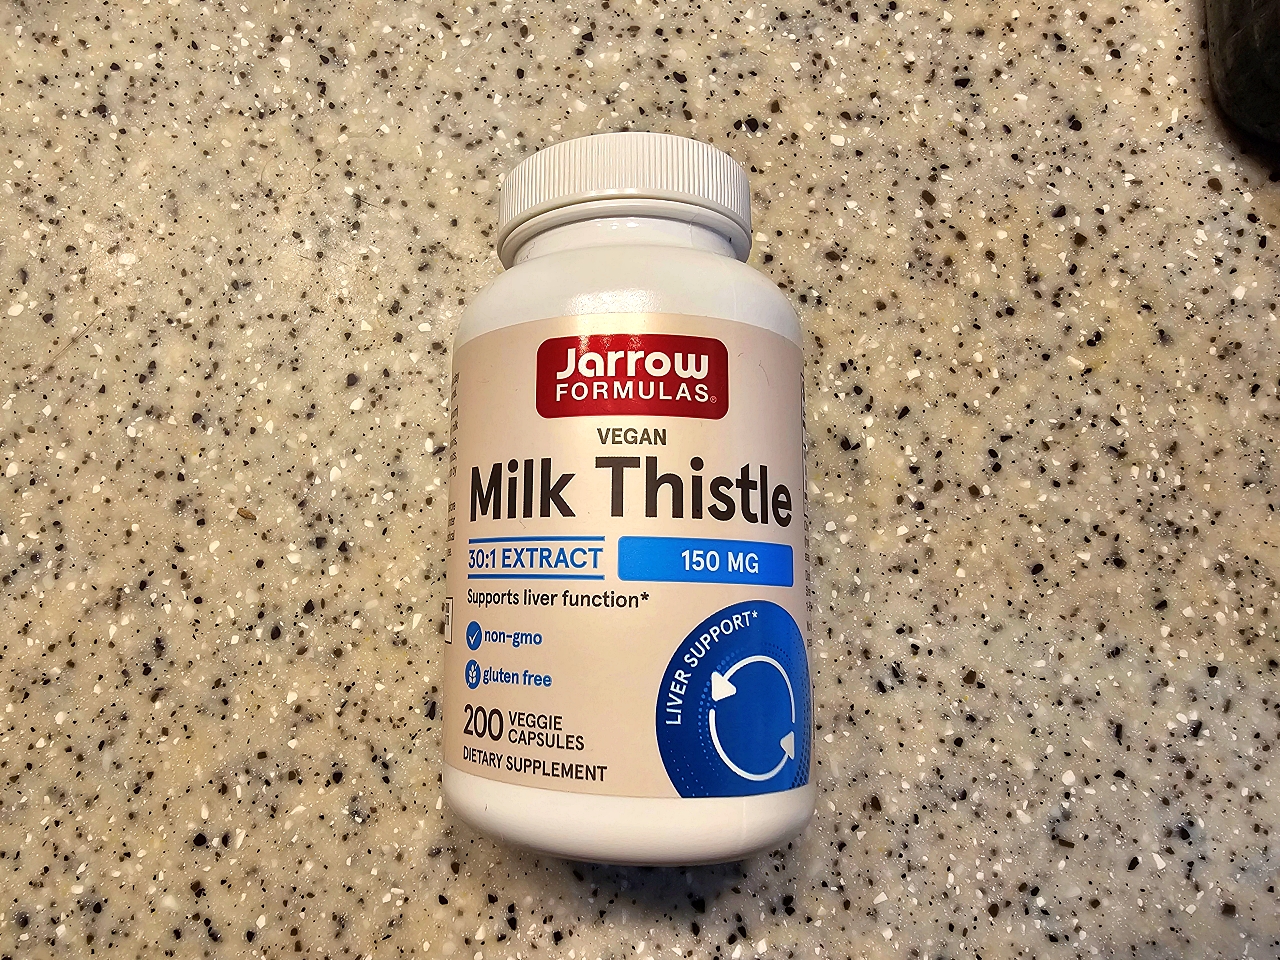 Jarrow
FORMULAS®
VEGAN
Milk Thistle
30:1 EXTRACT
150 MG
Supports liver function*
non-gmo
gluten free
LIVER SUPPORT*
200 VEGGIE
CAPSULES
DIETARY SUPPLEMENT